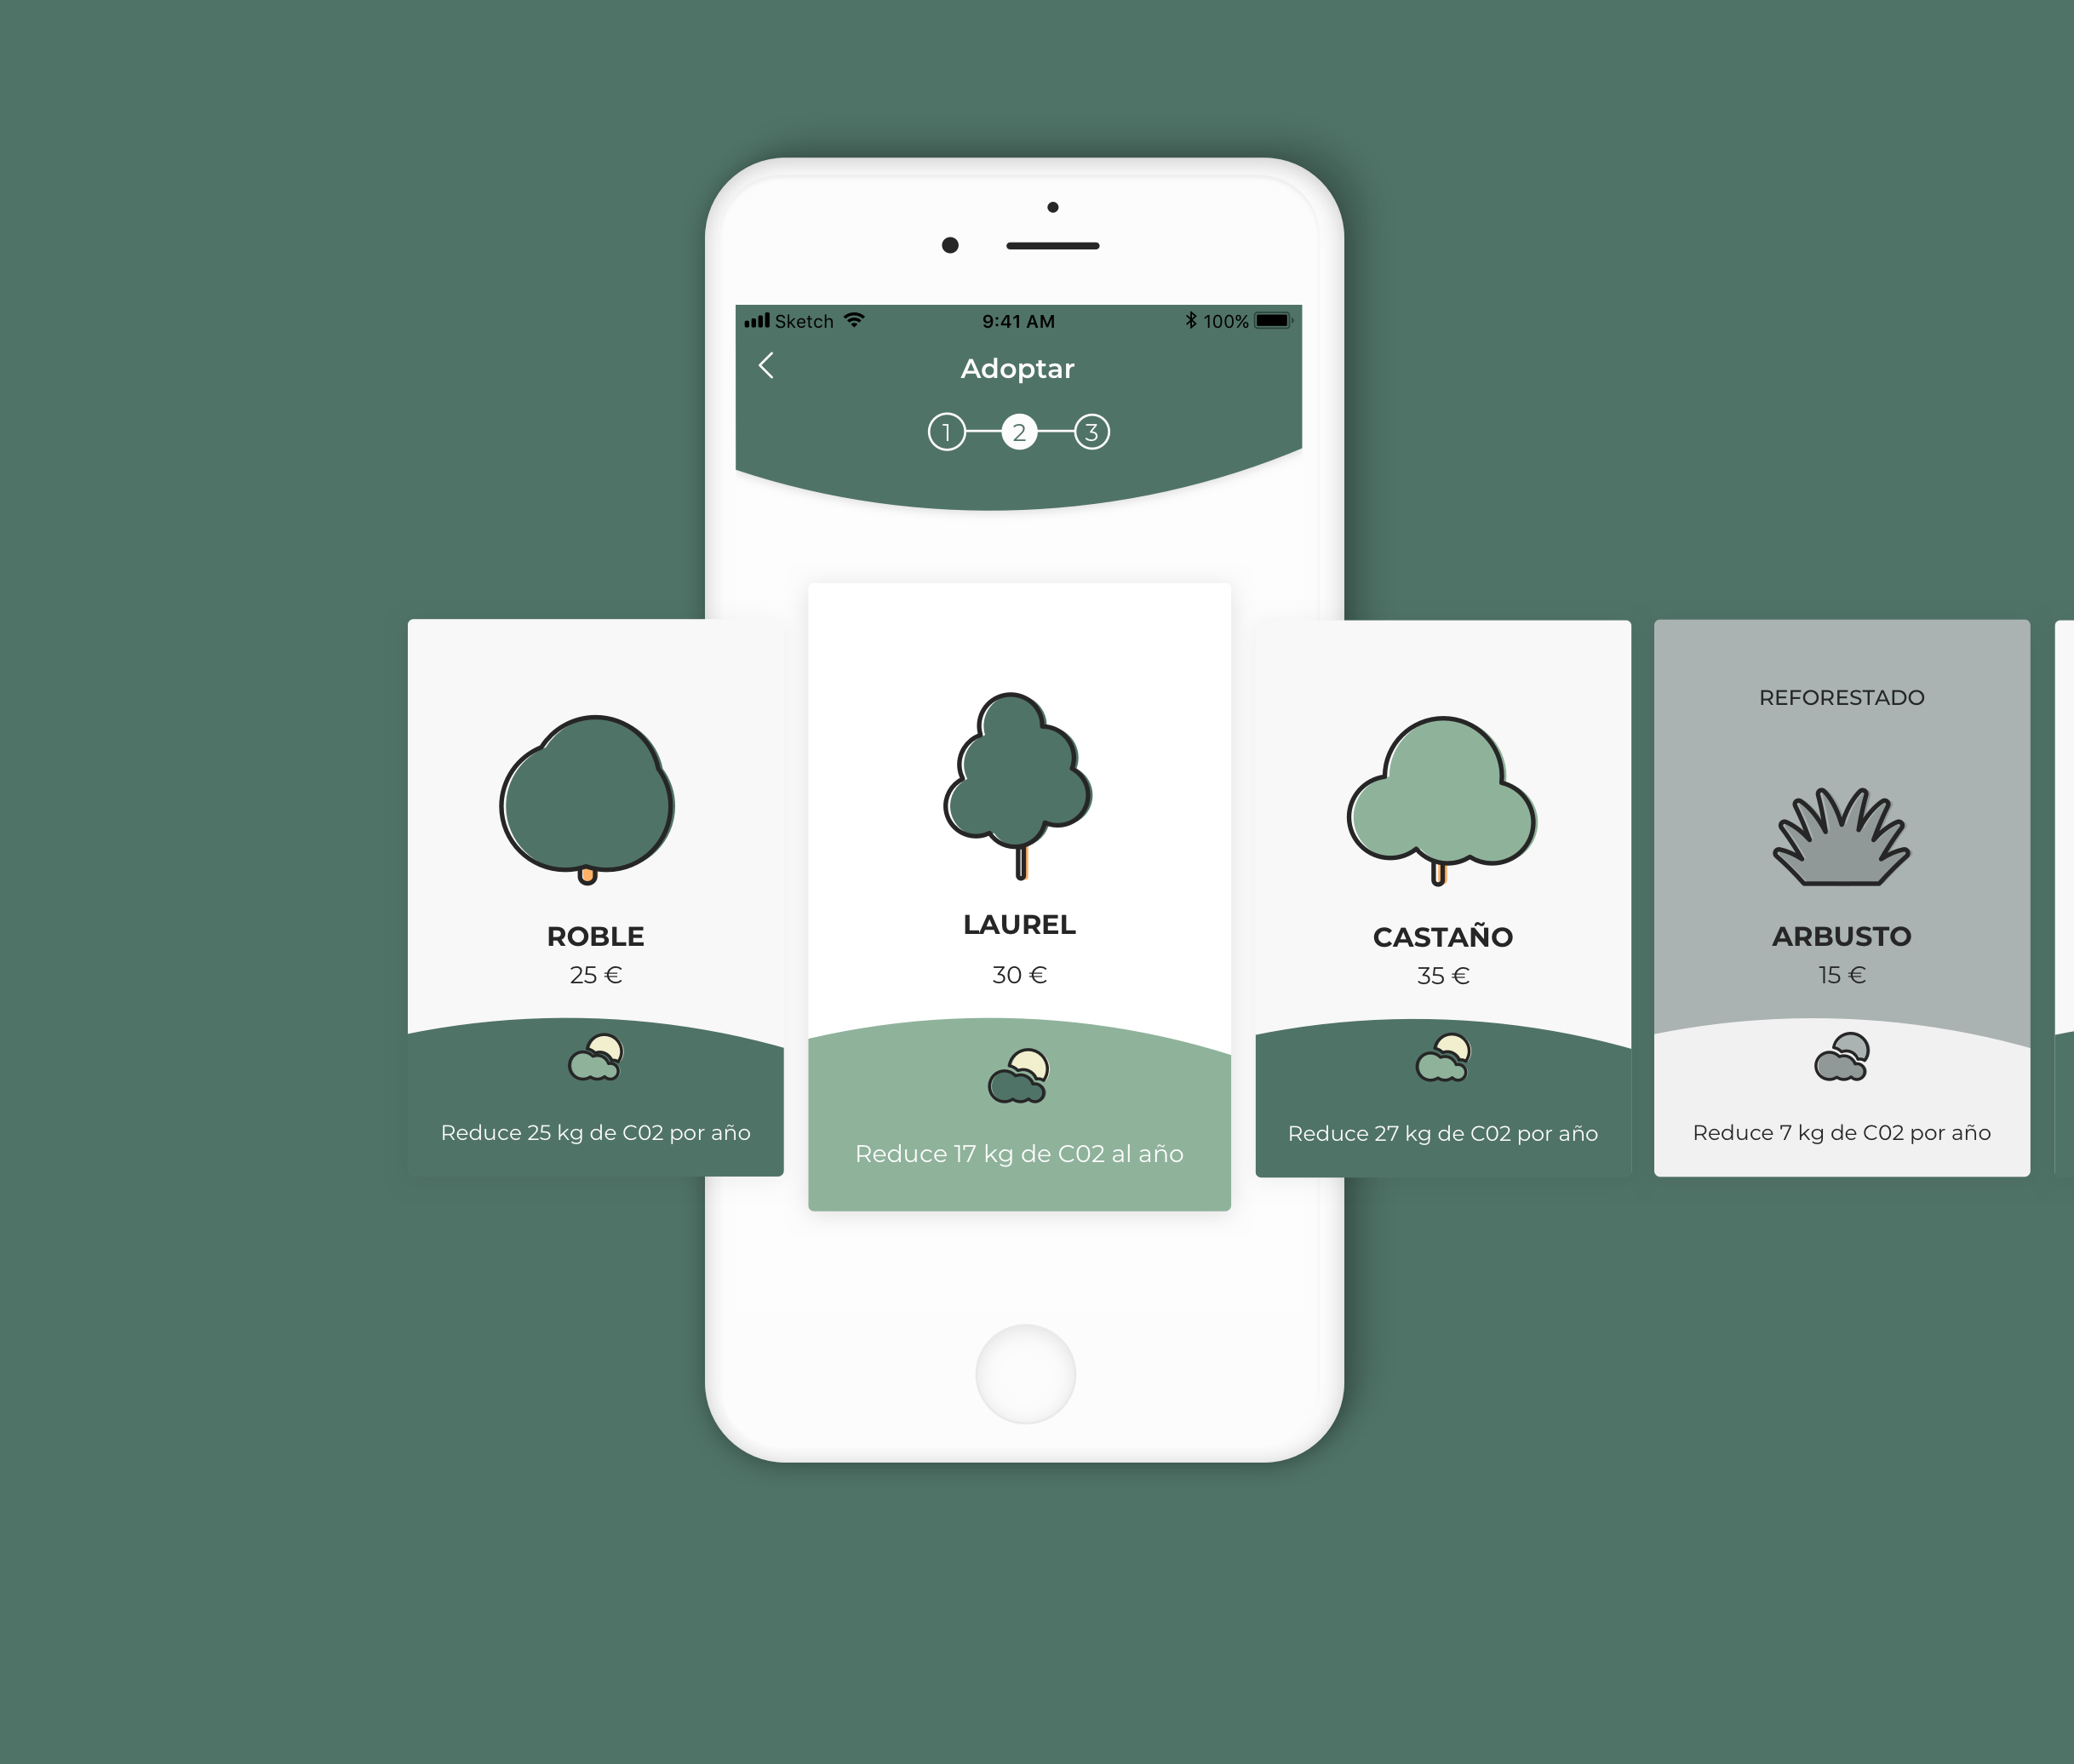 Sketch 9:41 AM 100%
Adoptar
1 2 3
ROBLE
25 €
Reduce 25 kg de C02 por año
LAUREL
30 €
Reduce 17 kg de C02 al año
CASTAÑO
35 €
Reduce 27 kg de C02 por año
REFORESTADO
ARBUSTO
15 €
Reduce 7 kg de C02 por año